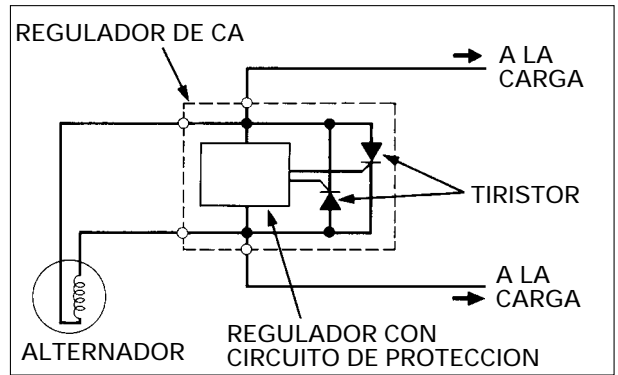 REGULADOR DE CA
A LA
CARGA
TIRISTOR
A LA
CARGA
ALTERNADOR
REGULADOR CON
CIRCUITO DE PROTECCION